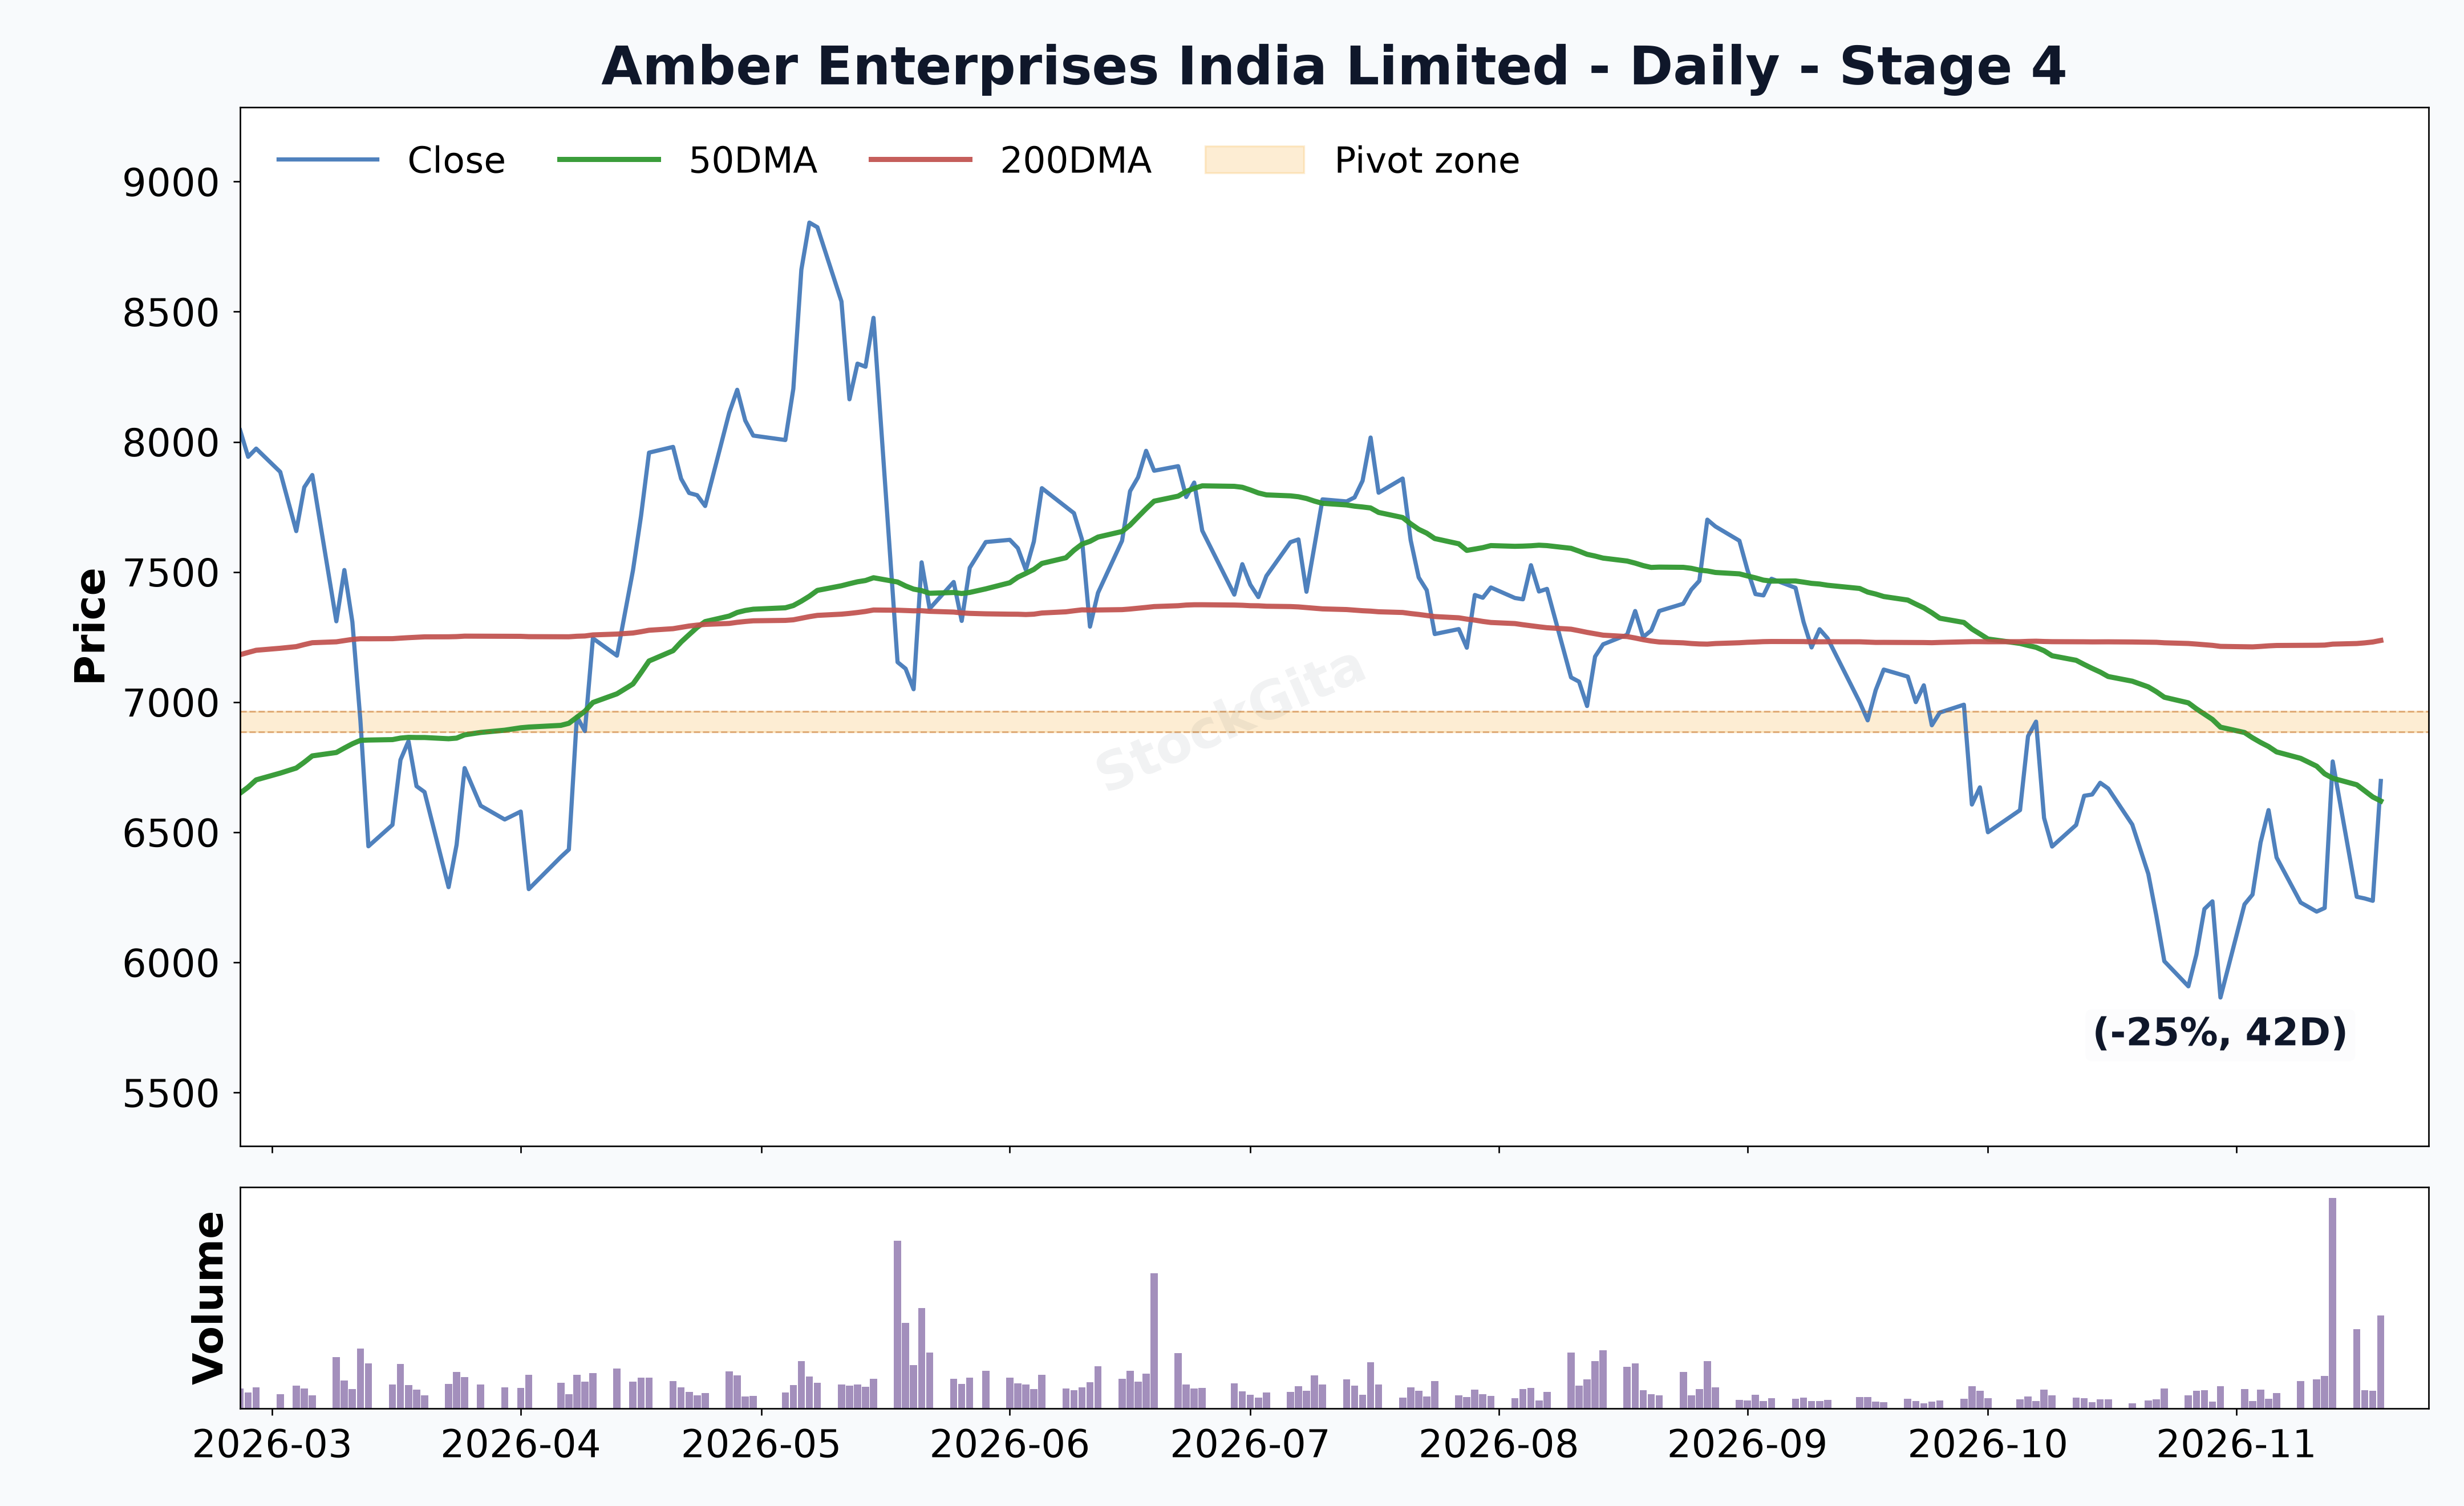 Amber Enterprises India Limited - Daily - Stage 4
Close 50DMA 200DMA Pivot zone
Price
9000
8500
8000
7500
7000
6500
6000
5500
StockGita
(-25%, 42D)
Volume
2026-03 2026-04 2026-05 2026-06 2026-07 2026-08 2026-09 2026-10 2026-11